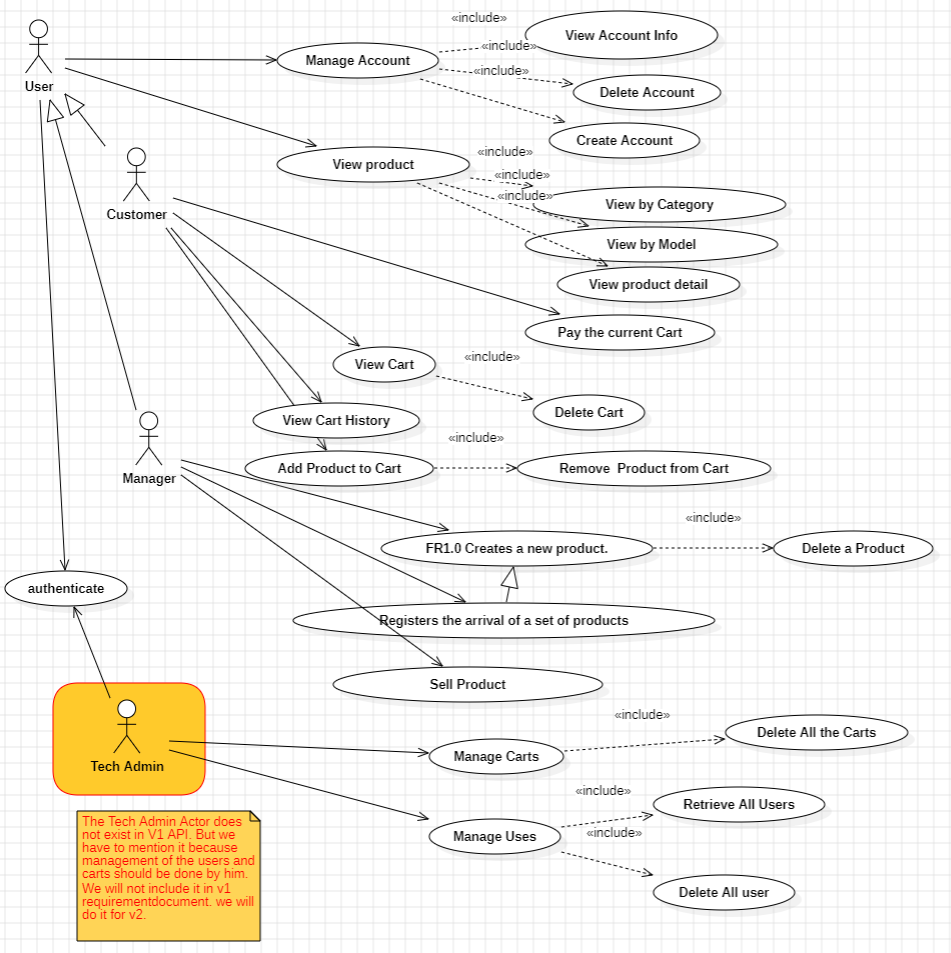 «include»
View Account Info
«include»
Manage Account
«include»
User
Delete Account
Create Account
«include»
View product
«include»
«include»
Customer
View by Category
View by Model
View product detail
Pay the current Cart
View Cart
«include»
Delete Cart
View Cart History
«include»
Add Product to Cart
Remove  Product from Cart
Manager
«include»
FR1.0 Creates a new product.
Delete a Product
authenticate
Registers the arrival of a set of products
Sell Product
«include»
Delete All the Carts
Manage Carts
Tech Admin
«include»
Retrieve All Users
«include»
Manage Uses
Delete All user
The Tech Admin Actor does
not exist in V1 API. But we
have to mention it because
management of the users and
carts should be done by him.
We will not include it in v1
requirementdocument. we will
do it for v2.